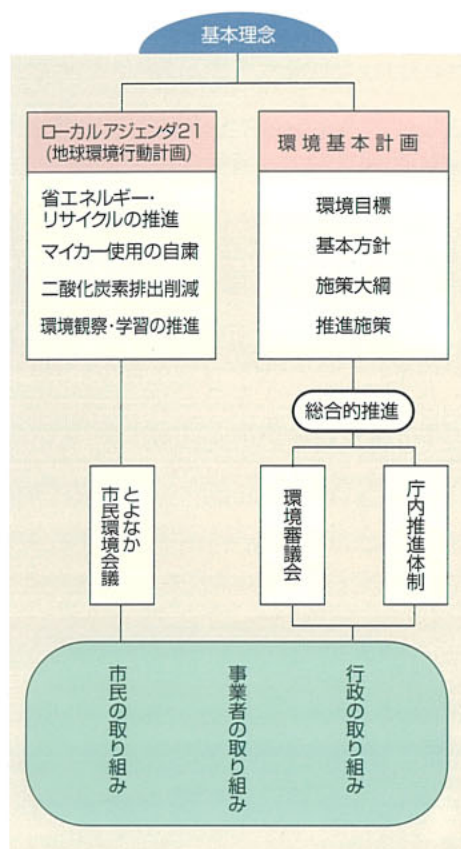 基本理念
ローカルアジェンダ21
(地球環境行動計画)
省エネルギー・
リサイクルの推進
マイカー使用の自粛
二酸化炭素排出削減
環境観察・学習の推進
環境基本計画
環境目標
基本方針
施策大綱
推進施策
総合的推進
とよなか
市民環境会議
環境審議会
庁内推進体制
市民の取り組み
事業者の取り組み
行政の取り組み